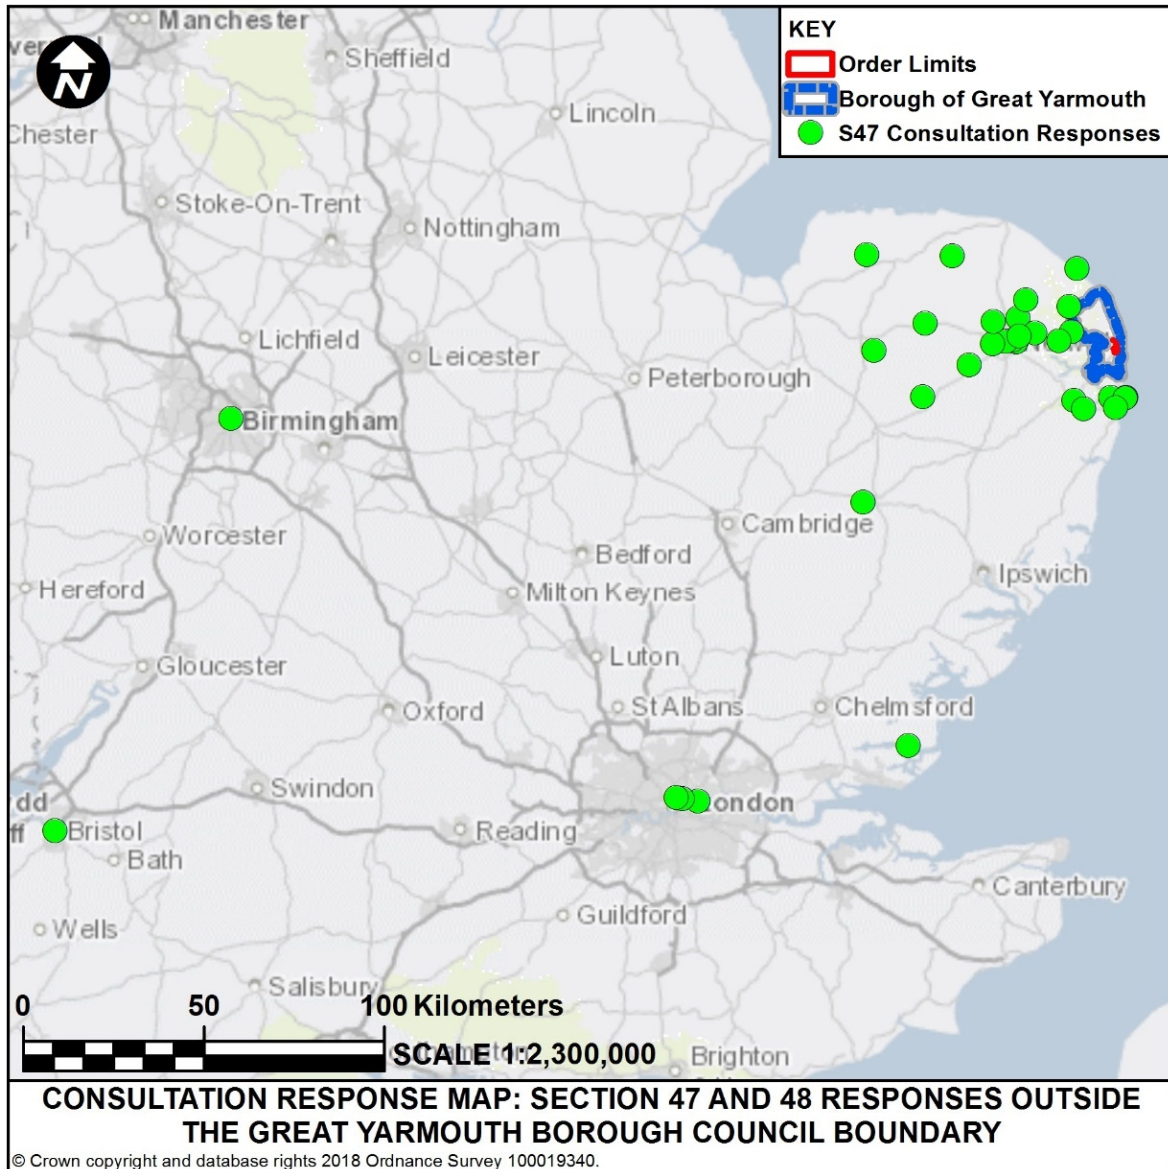 Manchester
Sheffield
Lincoln
N
Chester
KEY
Order Limits
Borough of Great Yarmouth
S47 Consultation Responses
Stoke-On-Trent
Nottingham
Lichfield
Leicester
Peterborough
Birmingham
Worcester
Cambridge
Bedford
Hereford
Milton Keynes
Ipswich
Luton
Gloucester
Oxford
St Albans
Chelmsford
Swindon
London
dd
ff
Bristol
Reading
Bath
Canterbury
Guildford
Wells
Salisbury
0 50 100 Kilometers
SCALE 1:2,300,000
Brighton
CONSULTATION RESPONSE MAP: SECTION 47 AND 48 RESPONSES OUTSIDE
THE GREAT YARMOUTH BOROUGH COUNCIL BOUNDARY
© Crown copyright and database rights 2018 Ordnance Survey 100019340.